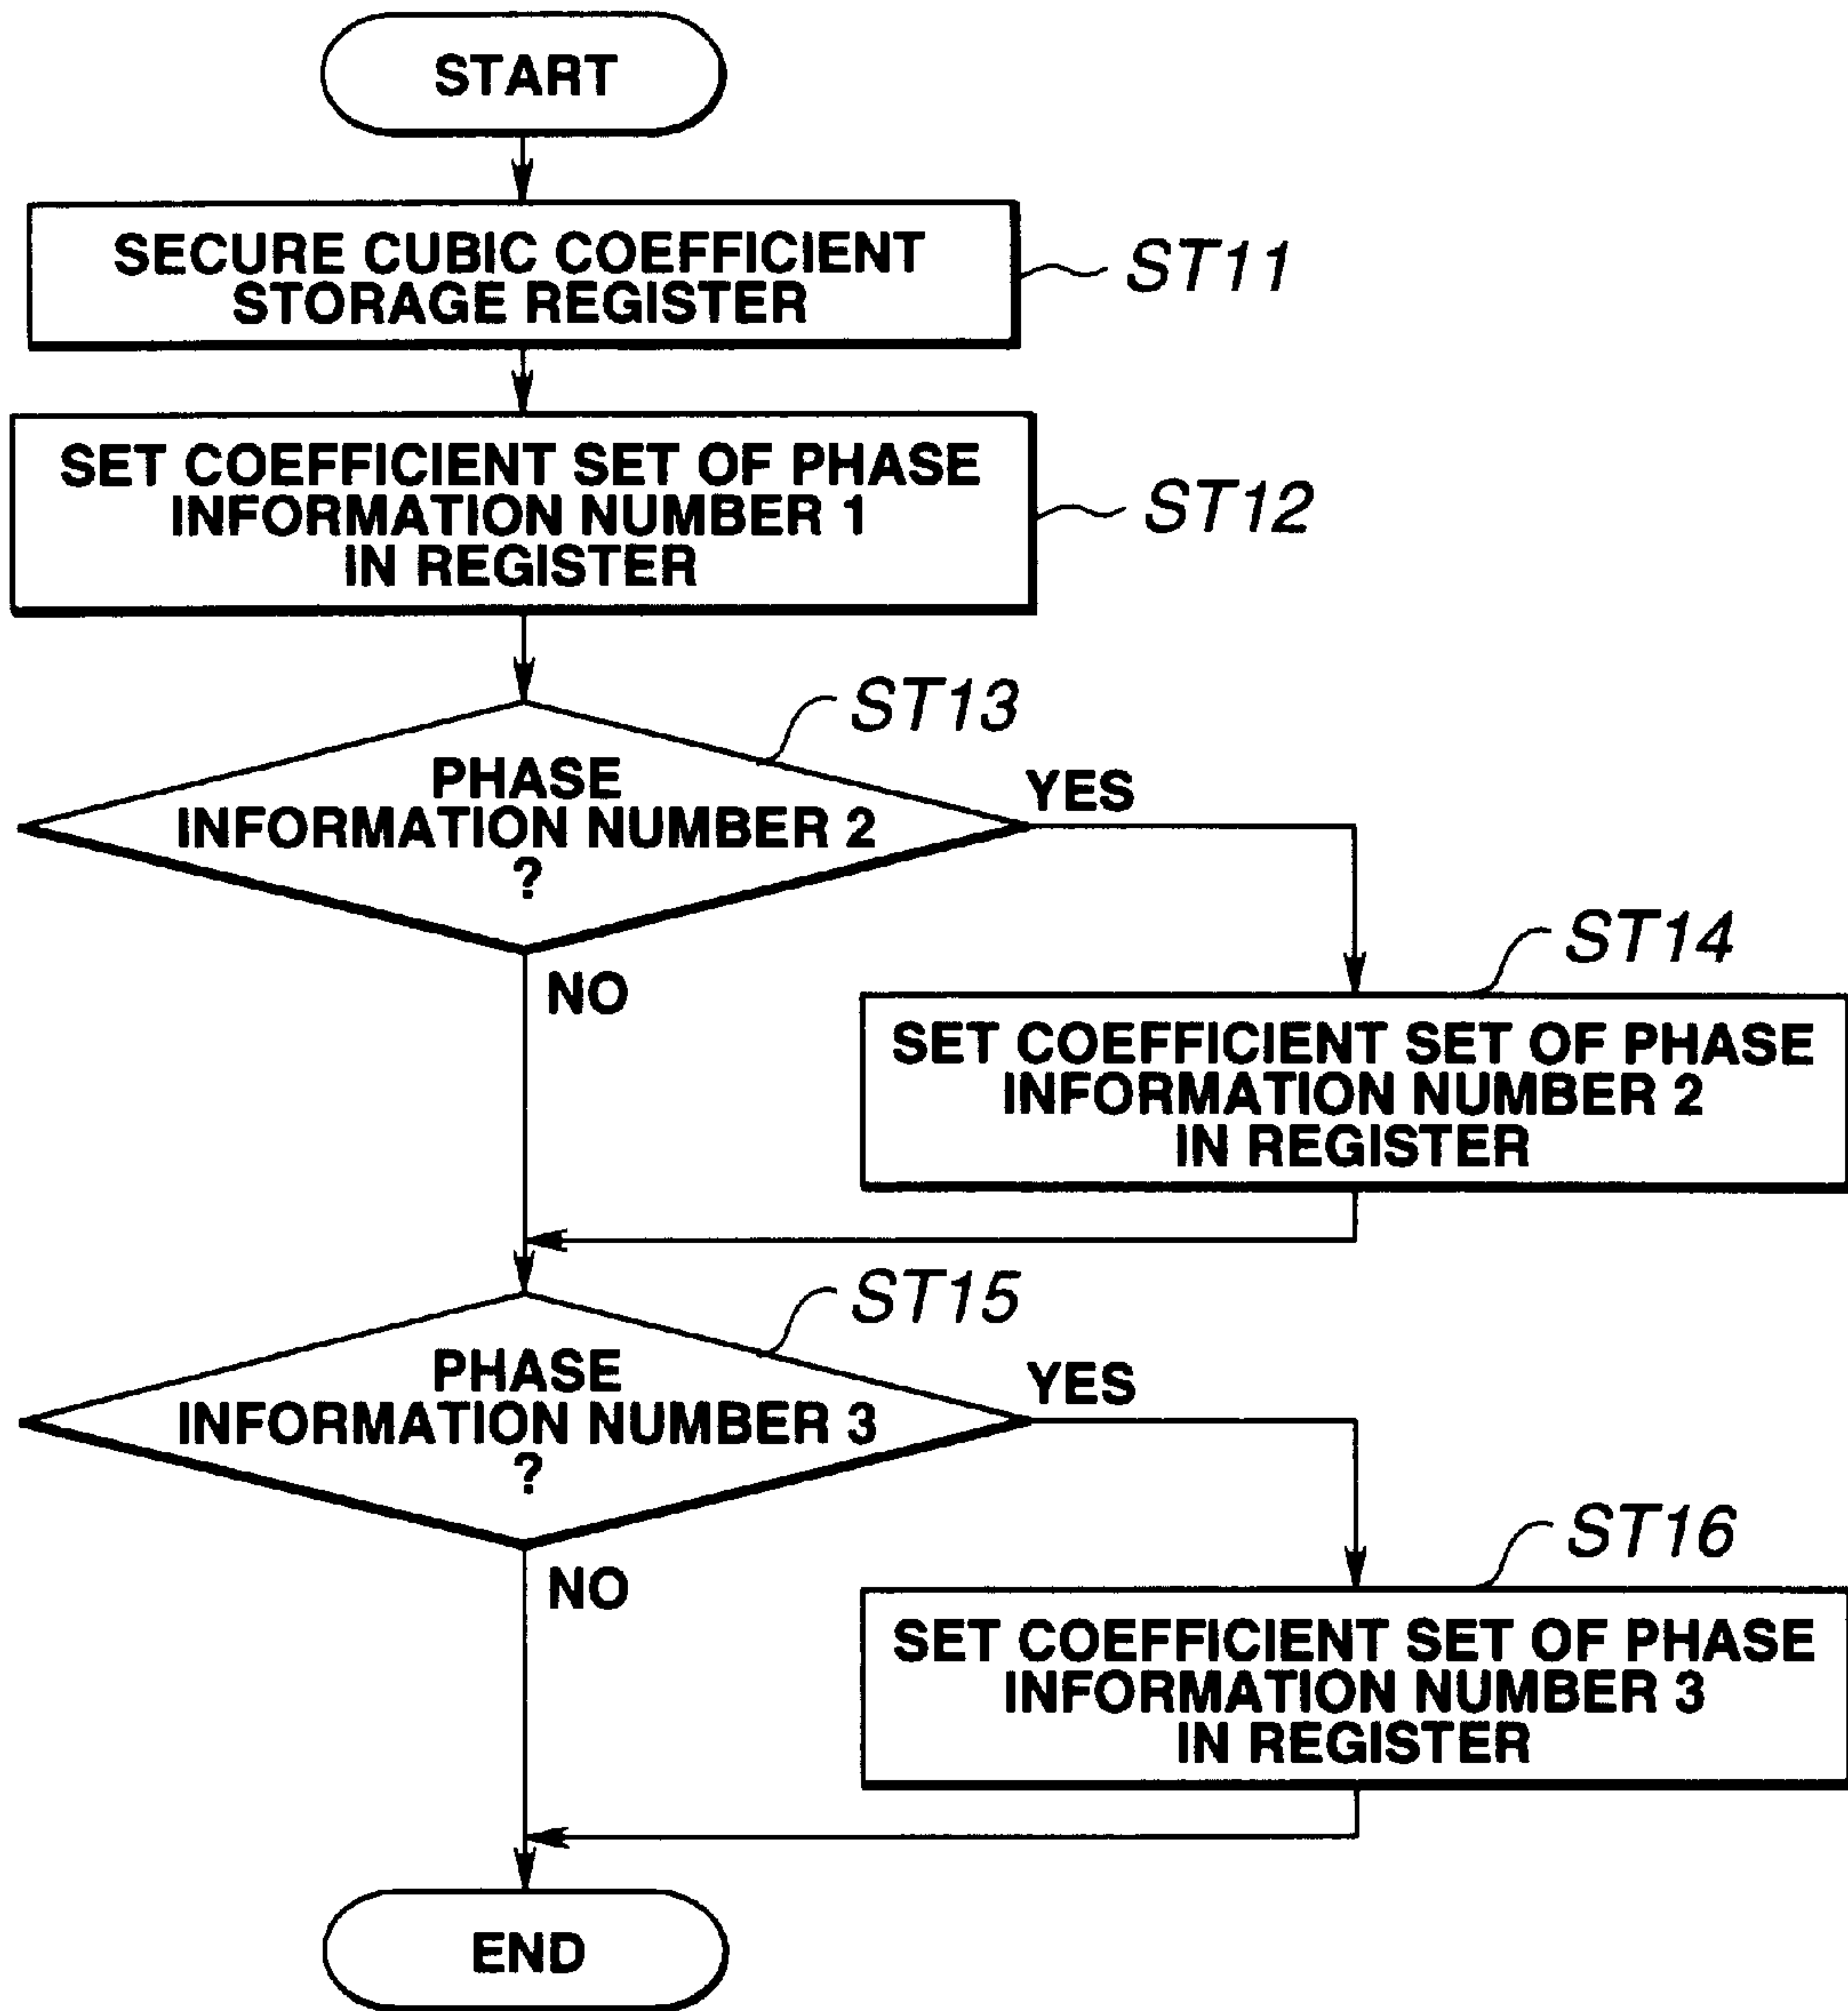 START
SECURE CUBIC COEFFICIENT
STORAGE REGISTER
ST11
SET COEFFICIENT SET OF PHASE
INFORMATION NUMBER 1
IN REGISTER
ST12
ST13
PHASE
INFORMATION NUMBER 2
?
YES
NO
ST14
SET COEFFICIENT SET OF PHASE
INFORMATION NUMBER 2
IN REGISTER
ST15
PHASE
INFORMATION NUMBER 3
?
YES
NO
ST16
SET COEFFICIENT SET OF PHASE
INFORMATION NUMBER 3
IN REGISTER
END